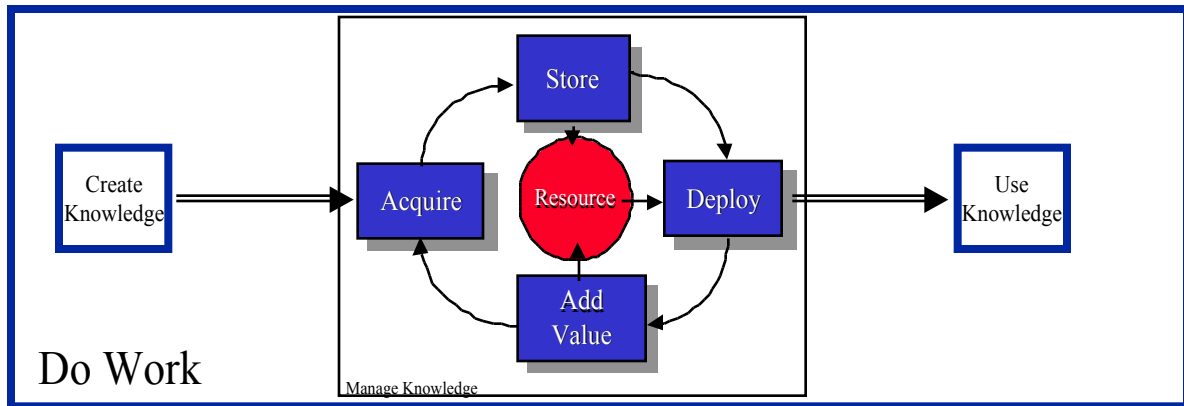 Store
Create
Knowledge
Acquire
Resource
Deploy
Use
Knowledge
Add
Value
Do Work
Manage Knowledge